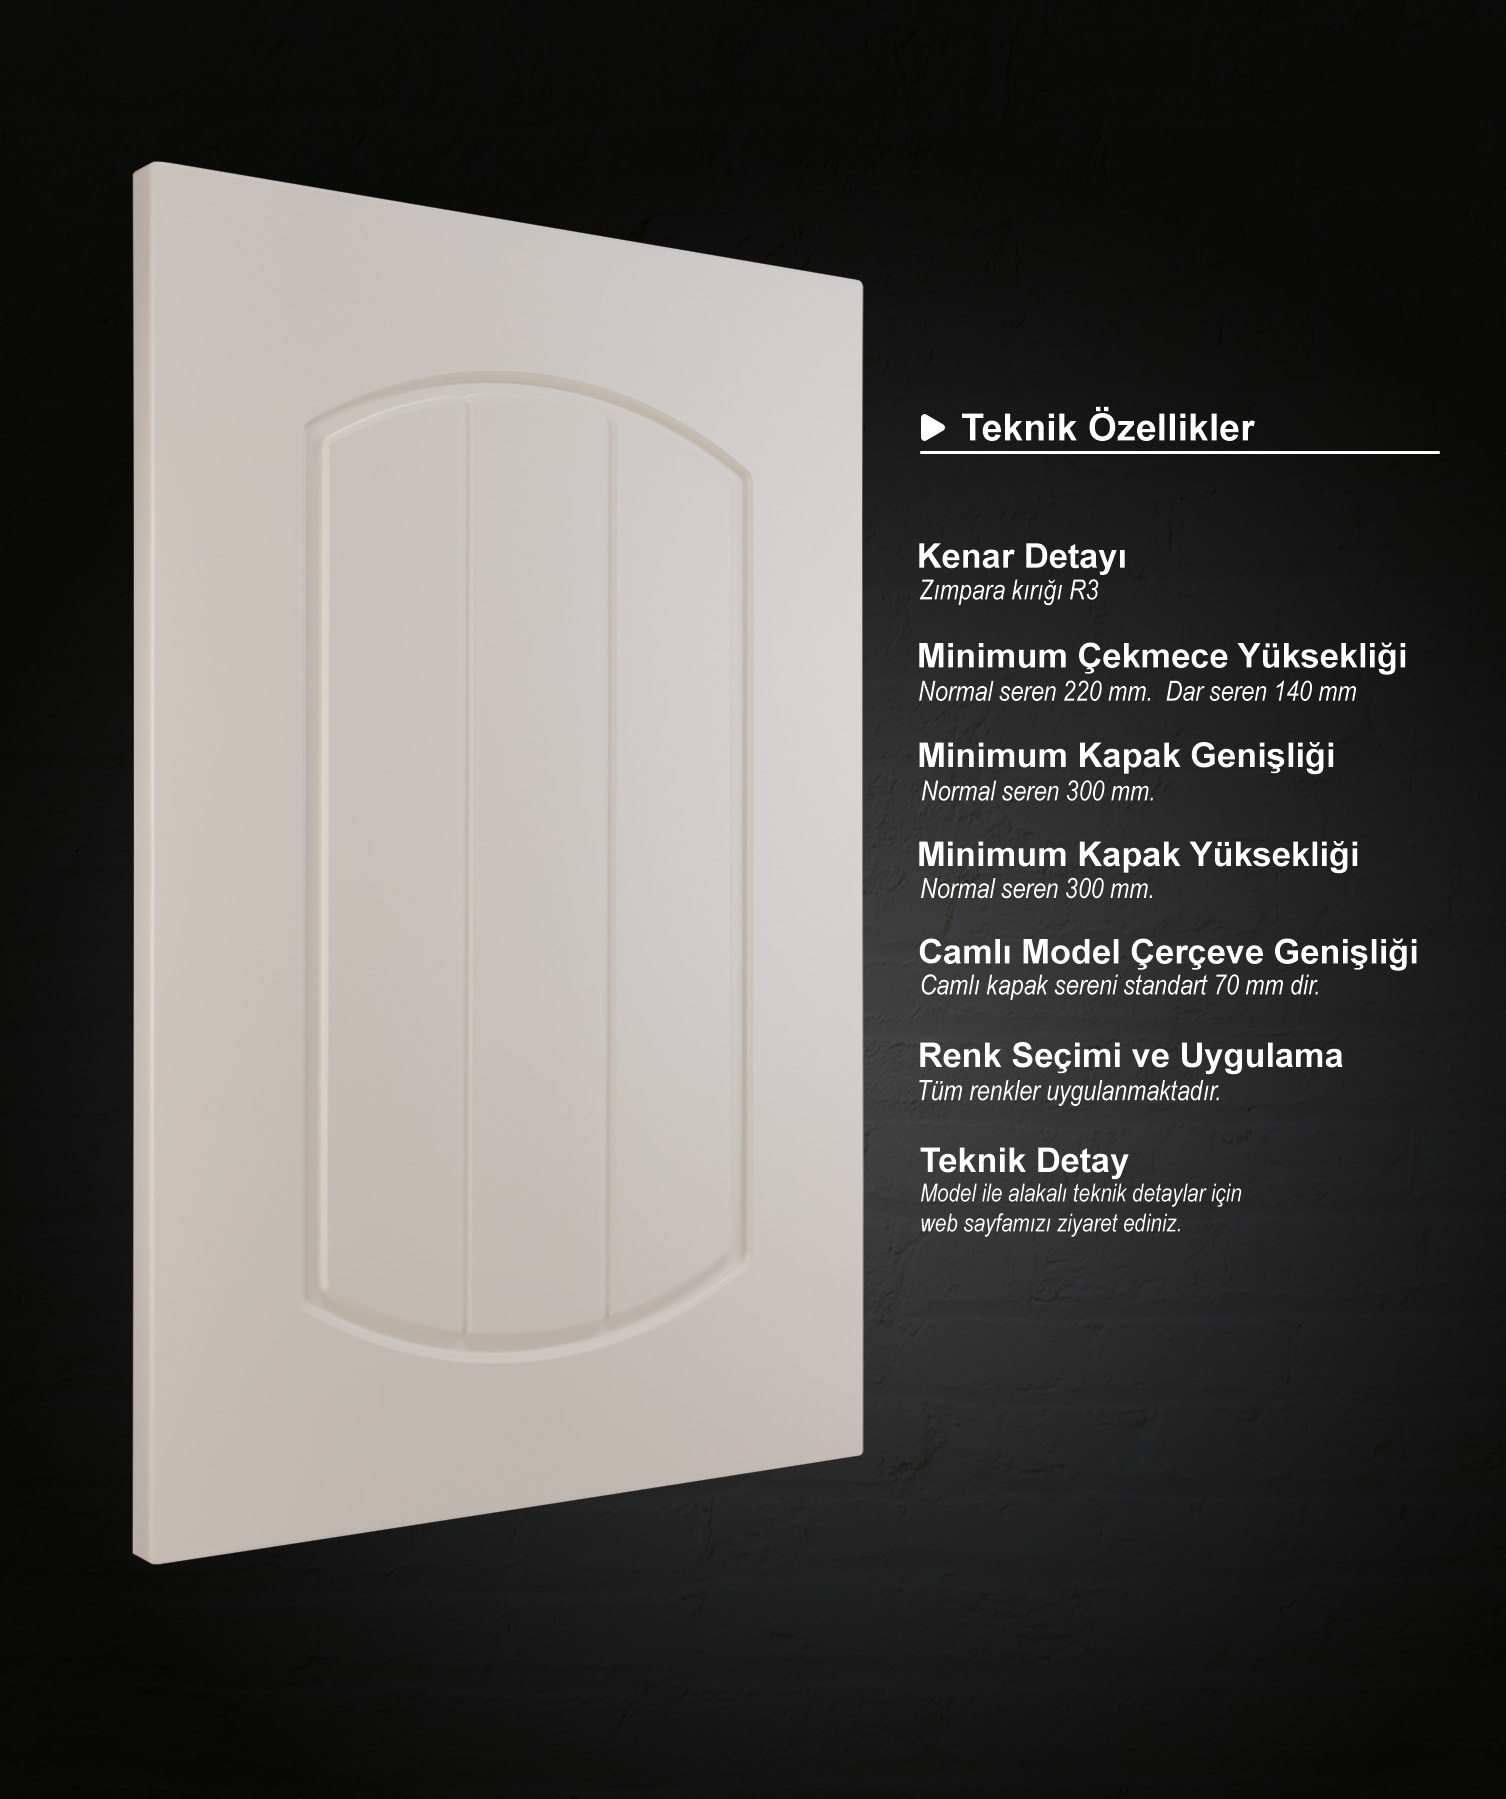 Teknik Özellikler
Kenar Detayı
Zımpara kırığı R3
Minimum Çekmece Yüksekliği
Normal seren 220 mm.  Dar seren 140 mm
Minimum Kapak Genişliği
Normal seren 300 mm.
Minimum Kapak Yüksekliği
Normal seren 300 mm.
Camlı Model Çerçeve Genişliği
Camlı kapak sereni standart 70 mm dir.
Renk Seçimi ve Uygulama
Tüm renkler uygulanmaktadır.
Teknik Detay
Model ile alakalı teknik detaylar için
web sayfamızı ziyaret ediniz.